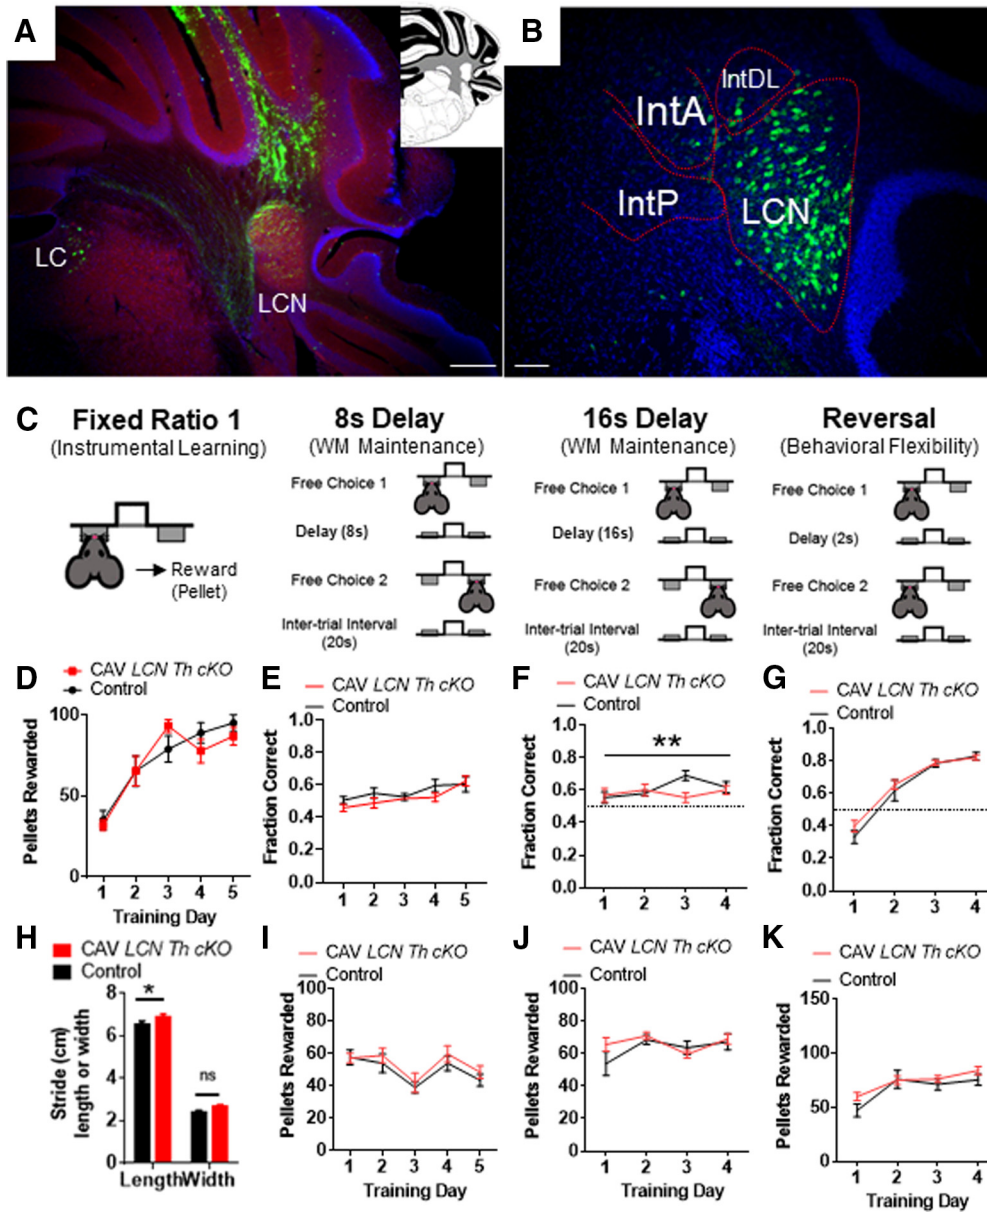 A
LC
LCN
B
IntDL
IntA
IntP
LCN
C
Fixed Ratio 1
(Instrumental Learning)
Reward
(Pellet)
8s Delay
(WM Maintenance)
Free Choice 1
Delay (8s)
Free Choice 2
Inter-trial Interval
(20s)
16s Delay
(WM Maintenance)
Free Choice 1
Delay (16s)
Free Choice 2
Inter-trial Interval
(20s)
Reversal
(Behavioral Flexibility)
Free Choice 1
Delay (2s)
Free Choice 2
Inter-trial Interval
(20s)
D
CAV LCN Th cKO
Control
Pellets Rewarded
100
50
0
1 2 3 4 5
Training Day
E
CAV LCN Th cKO
Control
Fraction Correct
1.0
0.8
0.6
0.4
0.2
0.0
1 2 3 4 5
F
CAV LCN Th cKO
Control
Fraction Correct
1.0
0.8
0.6
0.4
0.2
0.0
**
1 2 3 4
G
CAV LCN Th cKO
Control
Fraction Correct
1.0
0.8
0.6
0.4
0.2
0.0
1 2 3 4
H
CAV LCN Th cKO
Control
Stride (cm)
length or width
8
6
4
2
0
*
ns
LengthWidth
I
CAV LCN Th cKO
Control
Pellets Rewarded
100
80
60
40
20
0
1 2 3 4 5
Training Day
J
CAV LCN Th cKO
Control
Pellets Rewarded
100
80
60
40
20
0
1 2 3 4
Training Day
K
CAV LCN Th cKO
Control
Pellets Rewarded
150
100
50
0
1 2 3 4
Training Day